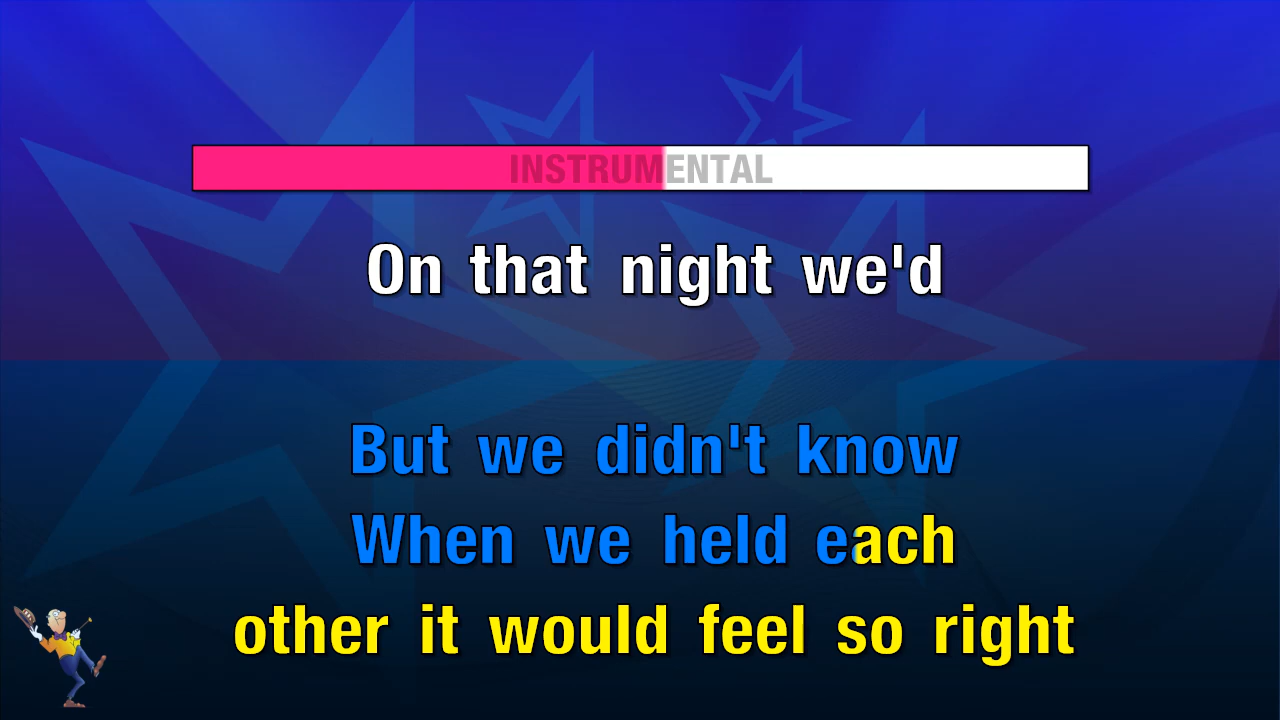 INSTRUMENTAL
On that night we'd
But we didn't know
When we held each
other it would feel so right